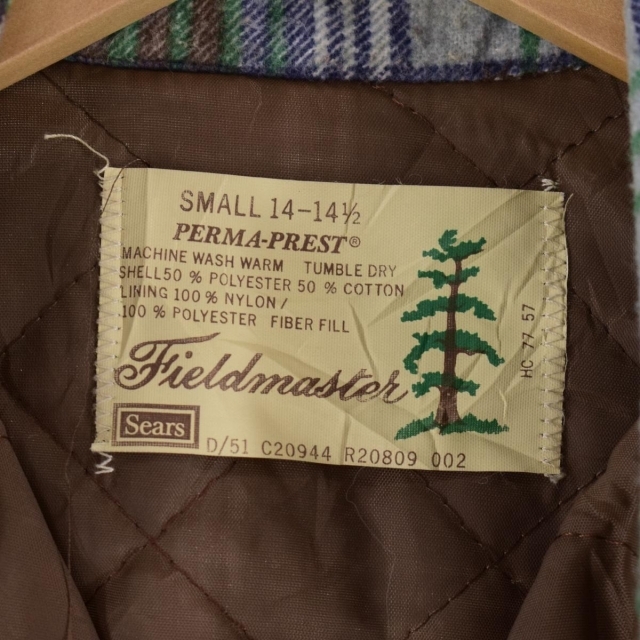 SMALL 14-14½
PERMA-PREST®
MACHINE WASH WARM TUMBLE DRY
SHELL 50 % POLYESTER 50 % COTTON
LINING 100 % NYLON /
100 % POLYESTER FIBER FILL
Fieldmaster
Sears
D/51 C20944 R20809 002
HC 77 57